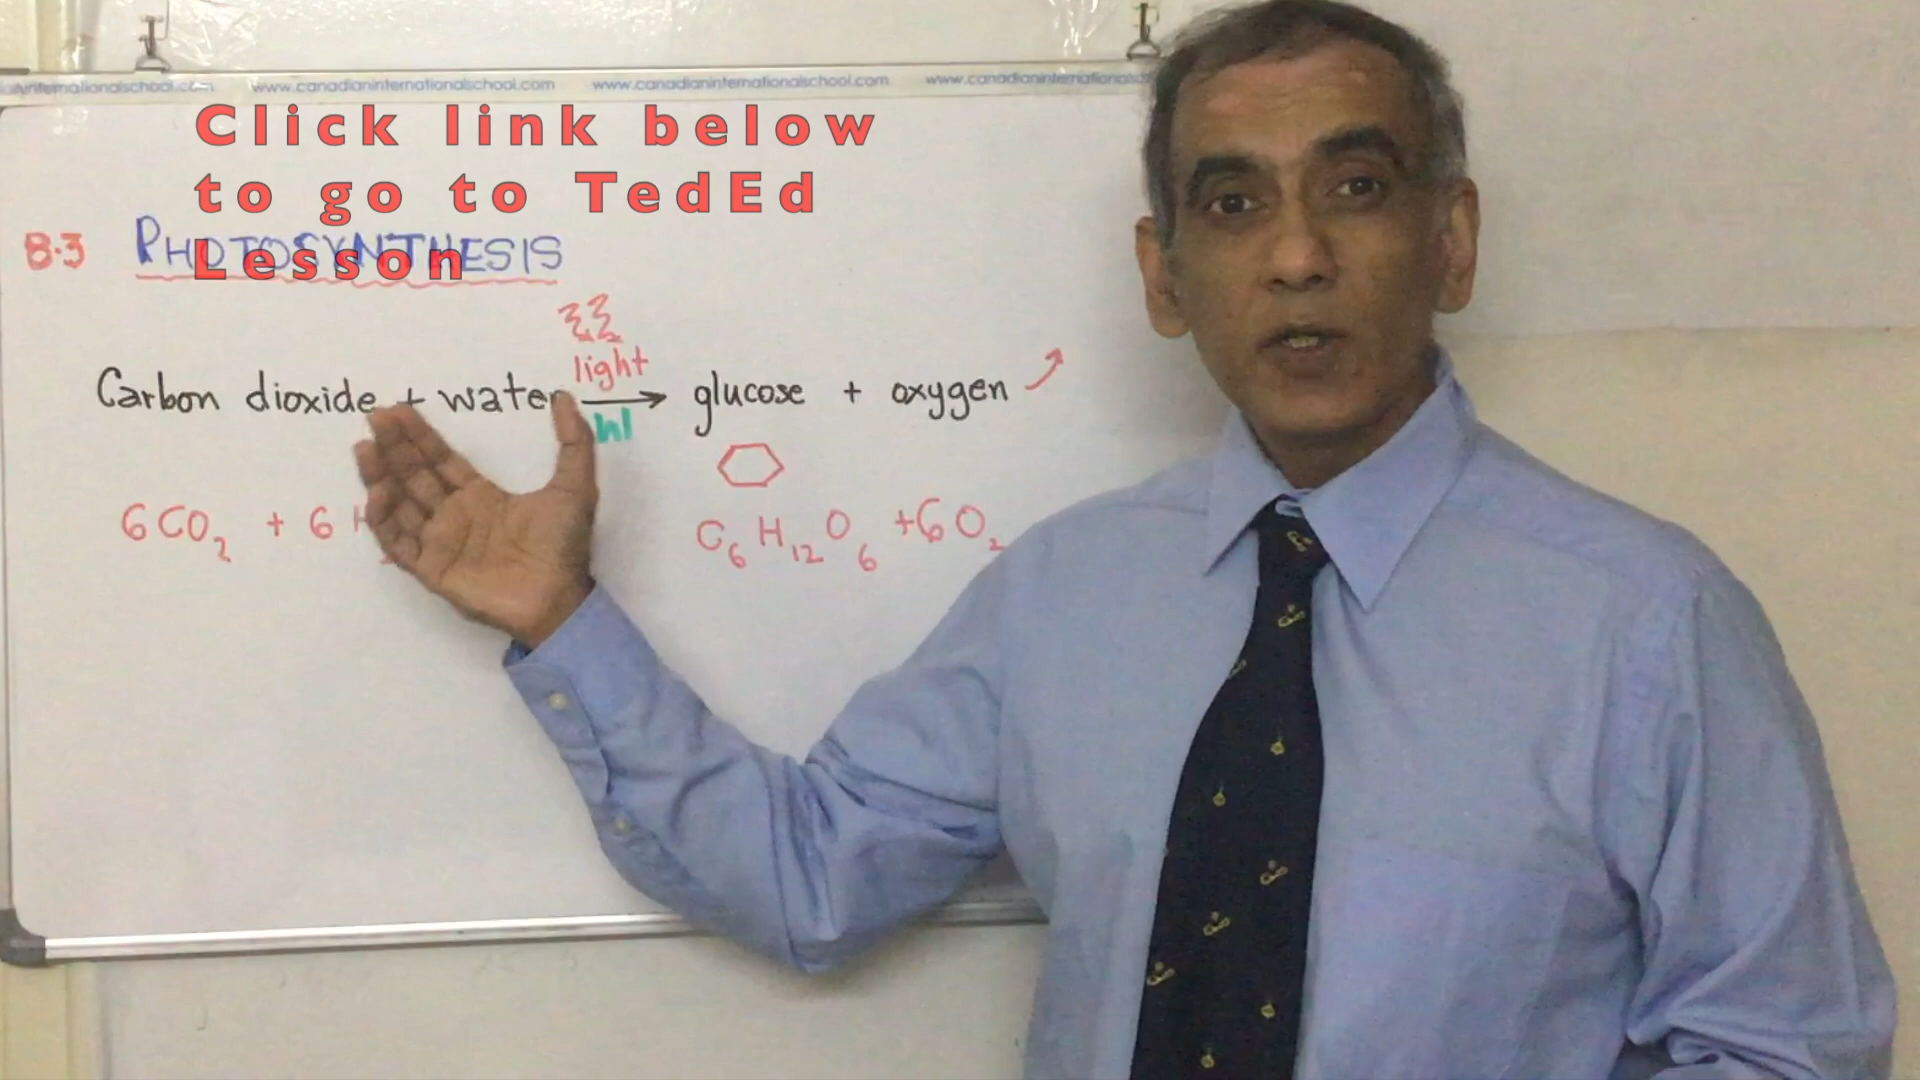 www.canadianinternationalschool.com www.canadianinternationalschool.com
Click link below
to go to TedEd
Lesson
8.3 PHOTOSYNTHESIS
light
Carbon dioxide + water → glucose + oxygen
6CO₂ + 6 H C₆H₁₂O₆ + 6O₂